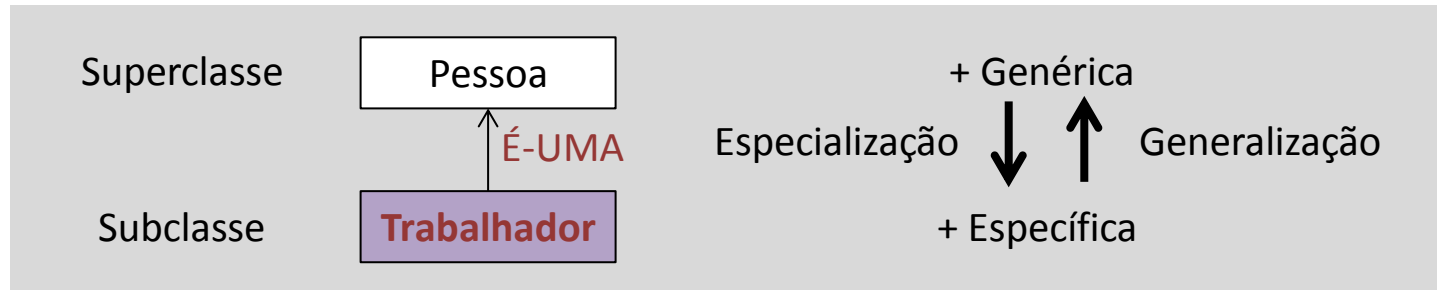 Superclasse Pessoa + Genérica
É-UMA Especialização Generalização
Subclasse Trabalhador + Específica